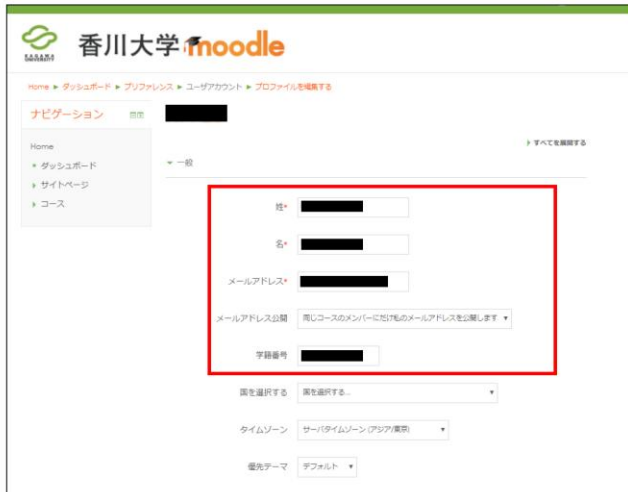 KAGAWA UNIVERSITY
香川大学 moodle
Home ▶ ダッシュボード ▶ プリファレンス ▶ ユーザアカウント ▶ プロファイルを編集する
ナビゲーション
Home
ダッシュボード
サイトページ
コース
すべてを展開する
一般
姓*
名*
メールアドレス*
メールアドレス公開 同じコースのメンバーにだけ私のメールアドレスを公開します
学籍番号
国を選択する 国を選択する...
タイムゾーン サーバタイムゾーン (アジア/東京)
優先テーマ デフォルト